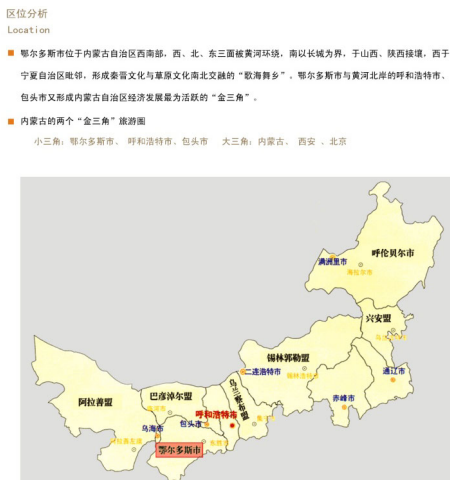 区位分析
Location
鄂尔多斯市位于内蒙古自治区西南部，西、北、东三面被黄河环绕，南以长城为界，于山西、陕西接壤，西于
宁夏自治区毗邻，形成秦晋文化与草原文化南北交融的“歌海舞乡”。鄂尔多斯市与黄河北岸的呼和浩特市、
包头市又形成内蒙古自治区经济发展最为活跃的“金三角”。
内蒙古的两个“金三角”旅游圈
小三角：鄂尔多斯市、 呼和浩特市、包头市 大三角：内蒙古、 西安 、北京
呼伦贝尔市
满洲里市
海拉尔市
兴安盟
锡林郭勒盟
二连浩特市
通辽市
赤峰市
乌兰察布盟
巴彦淖尔盟
阿拉善盟
呼和浩特市
包头市
乌海市
鄂尔多斯市